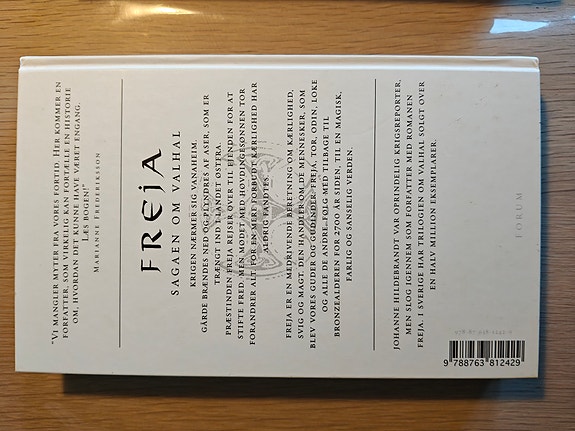 "Vi mangler myter fra vores fortid. Her kommer en
forfatter, som virkelig kan fortælle en historie
om, hvordan det kunne have været engang.
Læs bogen!"
Marianne Frederiksson
FREJA
SAGAEN OM VALHAL
KRIGEN NÆRMER SIG VANAHEIM.
GÅRDE BRÆNDES NED OG PLYNDRES AF ASER, SOM ER
TRÆNGT IND I LANDET ØSTERA.
PRÆSTINDEN FREJA REJSER OVER TIL FJENDEN FOR AT
STIFTE FRED, MEN MØDET MED HØVDINGESØNNEN TOR
FORANDRER ALT, FOR EN MERE FORBUDT KÆRLIGHED HAR
ALDRIG FUNDTES.
FREJA ER EN MEDRIVENDE BERETNING OM KÆRLIGHED,
SVIG OG MAGT. DEN HANDLER OM DE MENNESKER, SOM
BLEV VORES GUDER OG GUDINDER: FREJA, TOR, ODIN, LOKE
OG ALLE DE ANDRE. FØLG MED TILBAGE TIL
BRONZEALDEREN FOR 2700 ÅR SIDEN, TIL EN MAGISK,
FARLIG OG SANSELIG VERDEN.
JOHANNE HILDEBRANDT VAR OPRINDELIG KRIGSREPORTER,
MEN SLOG IGENNEM SOM FORFATTER MED ROMANEN
FREJA. I SVERIGE HAR TRILOGIEN OM VALHAL SOLGT OVER
EN HALV MILLION EKSEMPLARER.
FORUM
9 788763 812429